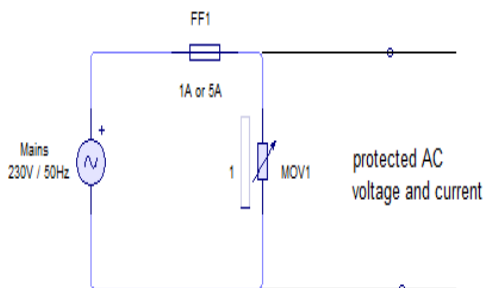 FF1
1A or 5A
+
Mains
230V / 50Hz
1
MOV1
protected AC
voltage and current